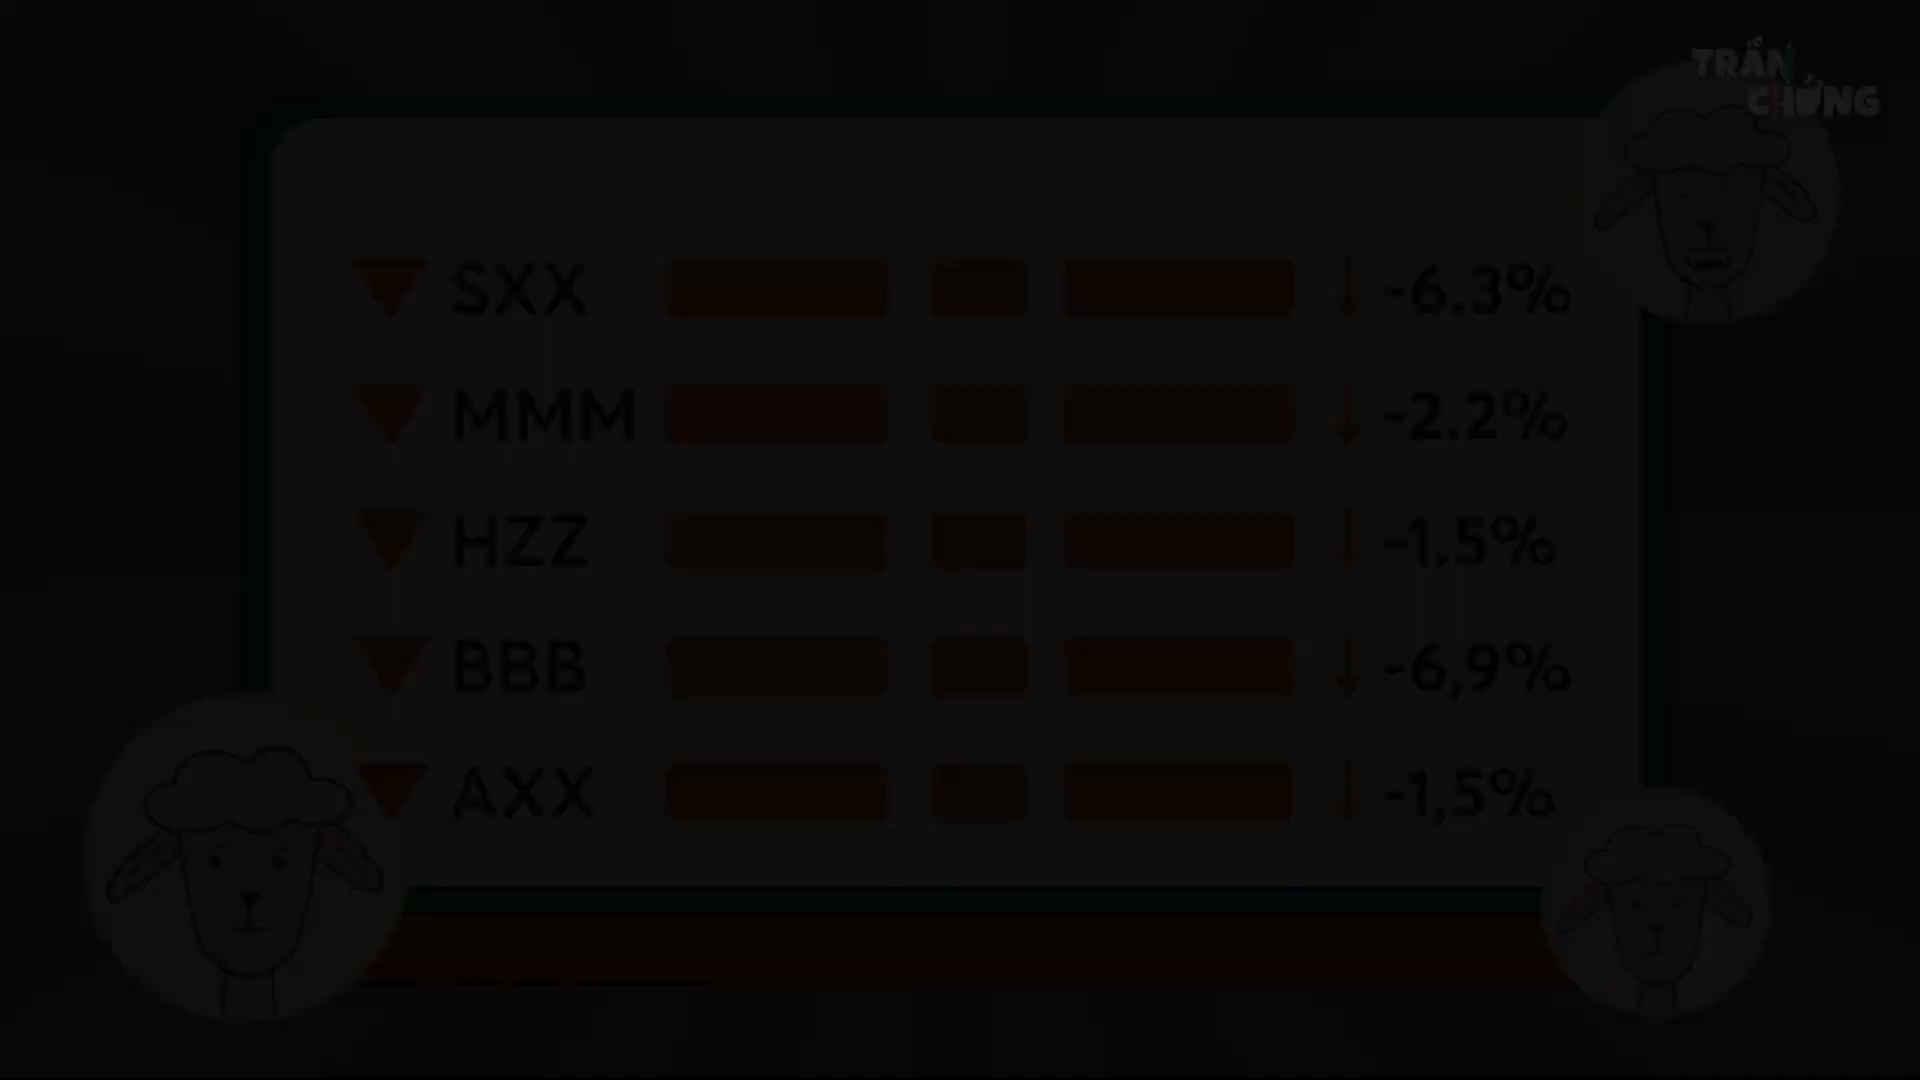 TRẦN
CHỨNG
SXX -6.3%
MMM -2.2%
HZZ -1.5%
BBB -6,9%
AXX -1,5%